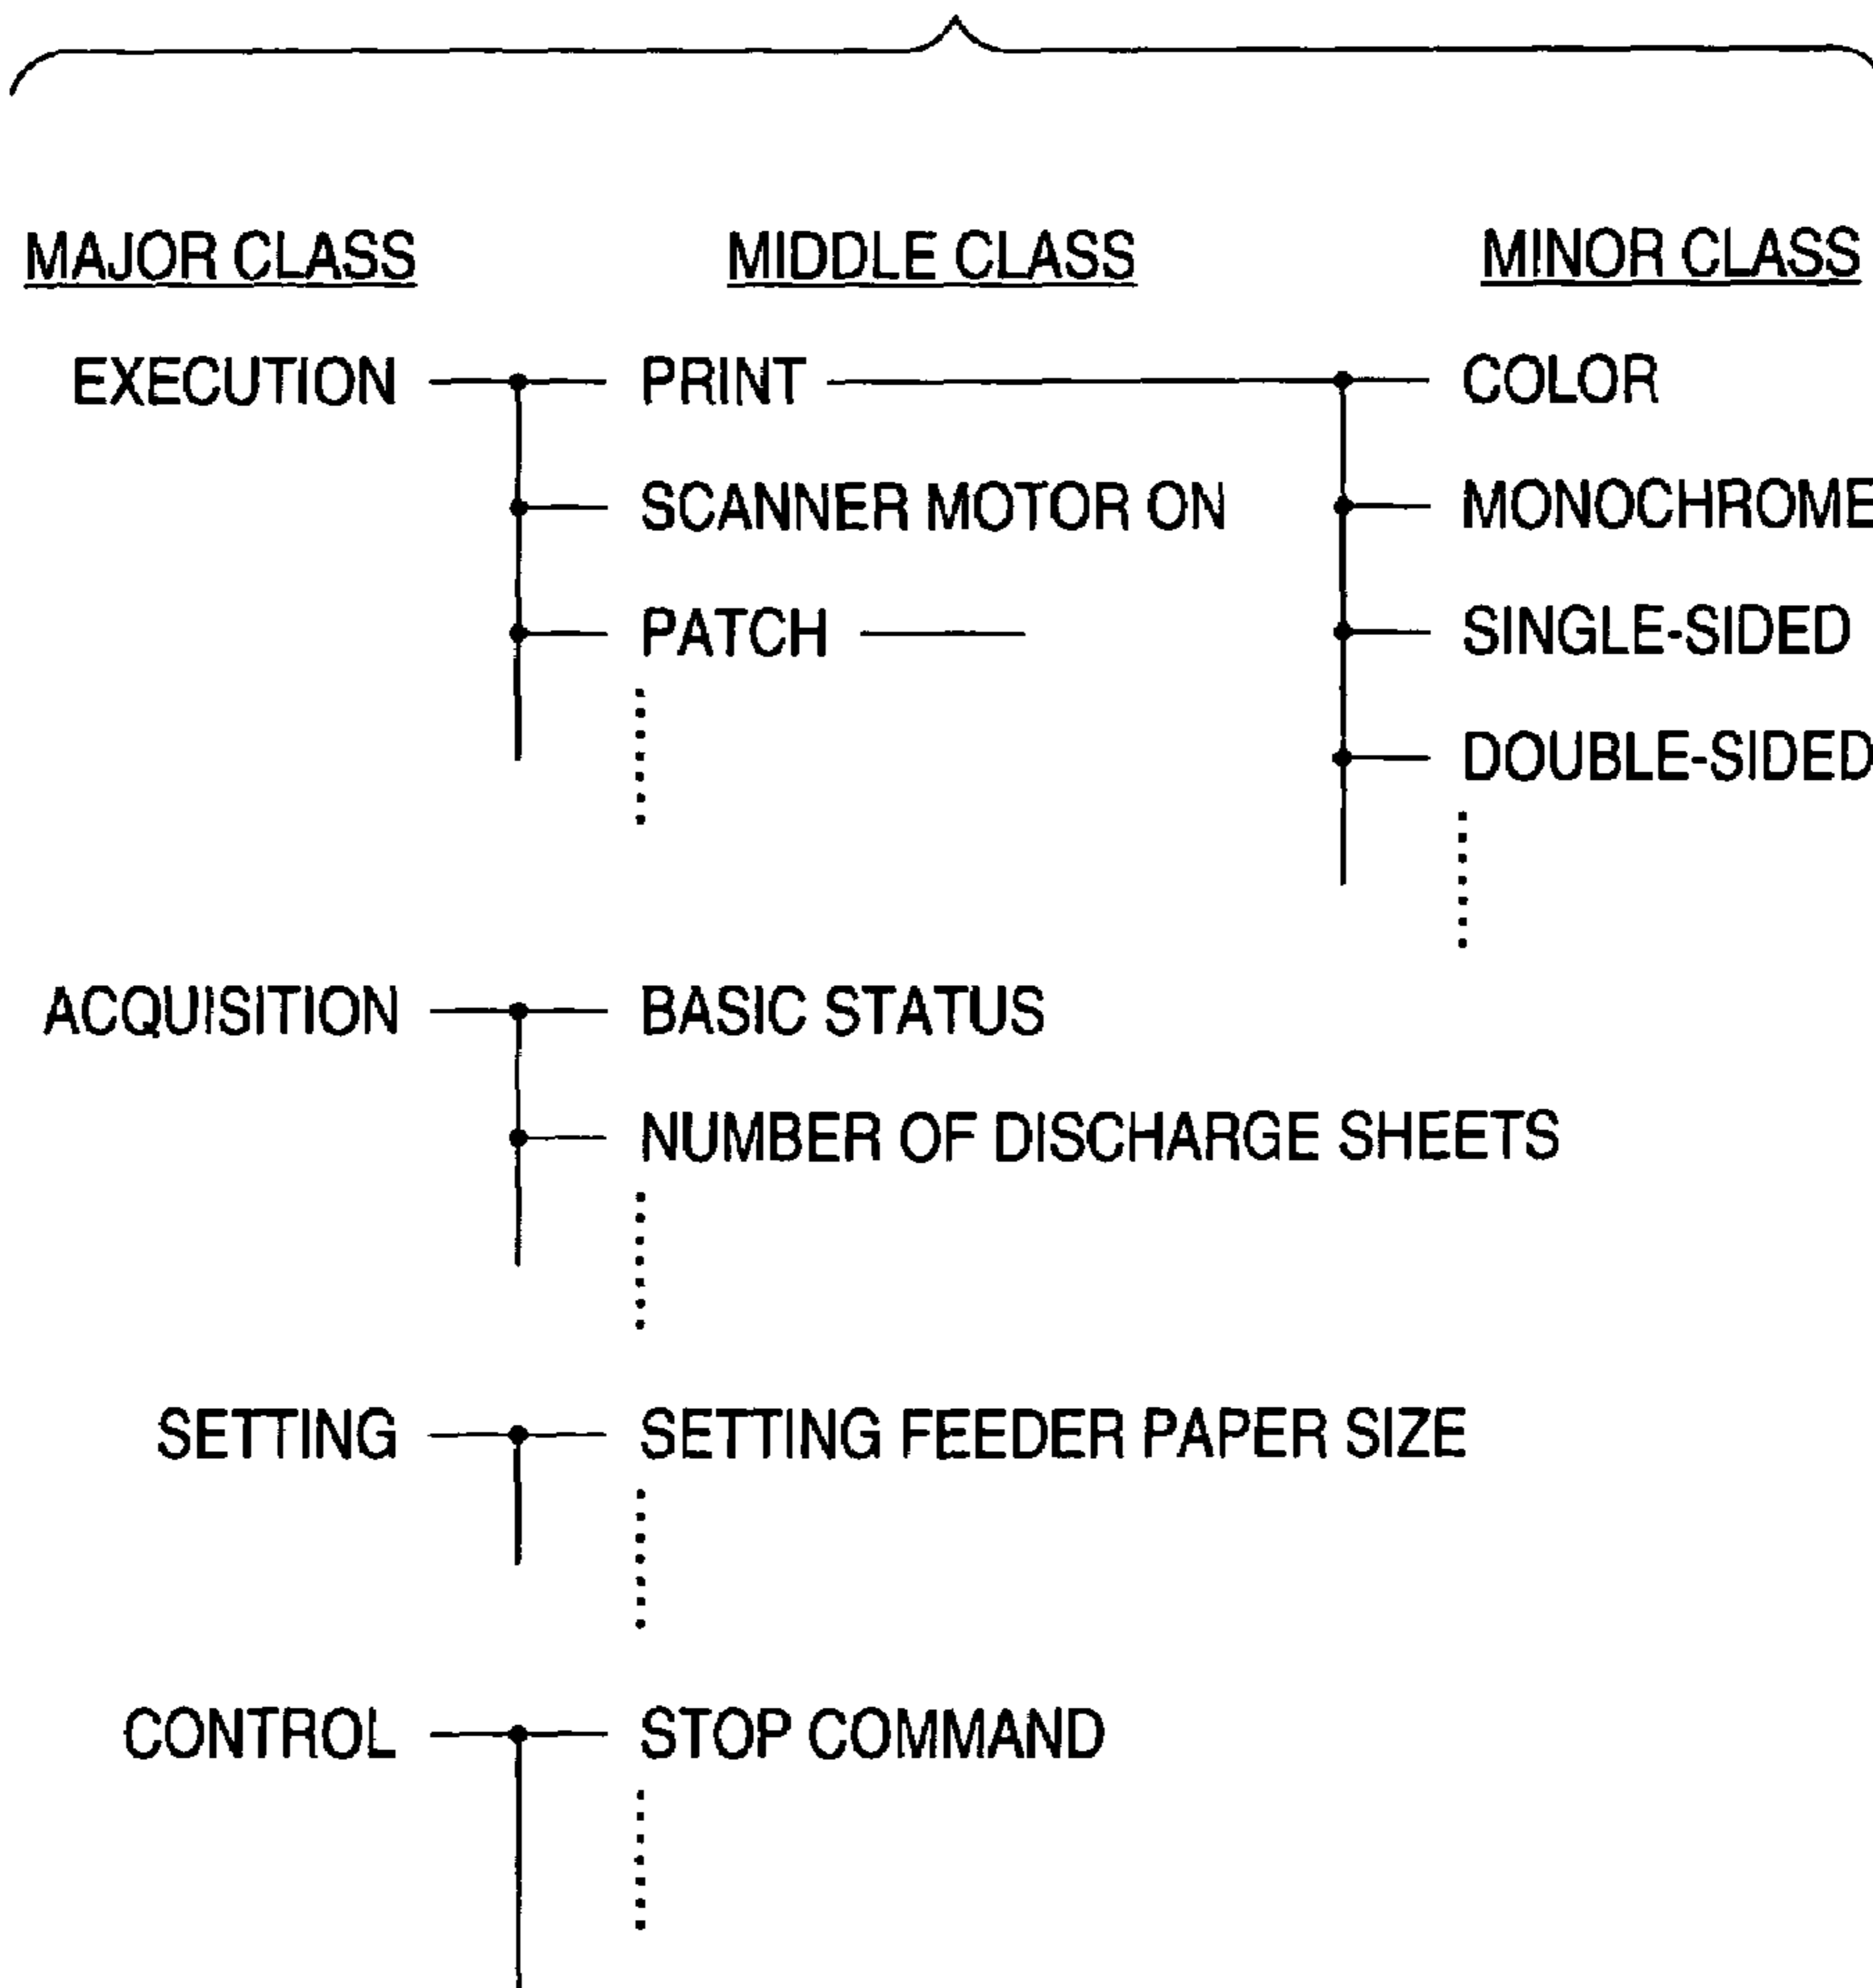 MAJOR CLASS MIDDLE CLASS MINOR CLASS
EXECUTION PRINT COLOR
SCANNER MOTOR ON MONOCHROME
PATCH SINGLE-SIDED
DOUBLE-SIDED
ACQUISITION BASIC STATUS
NUMBER OF DISCHARGE SHEETS
SETTING SETTING FEEDER PAPER SIZE
CONTROL STOP COMMAND